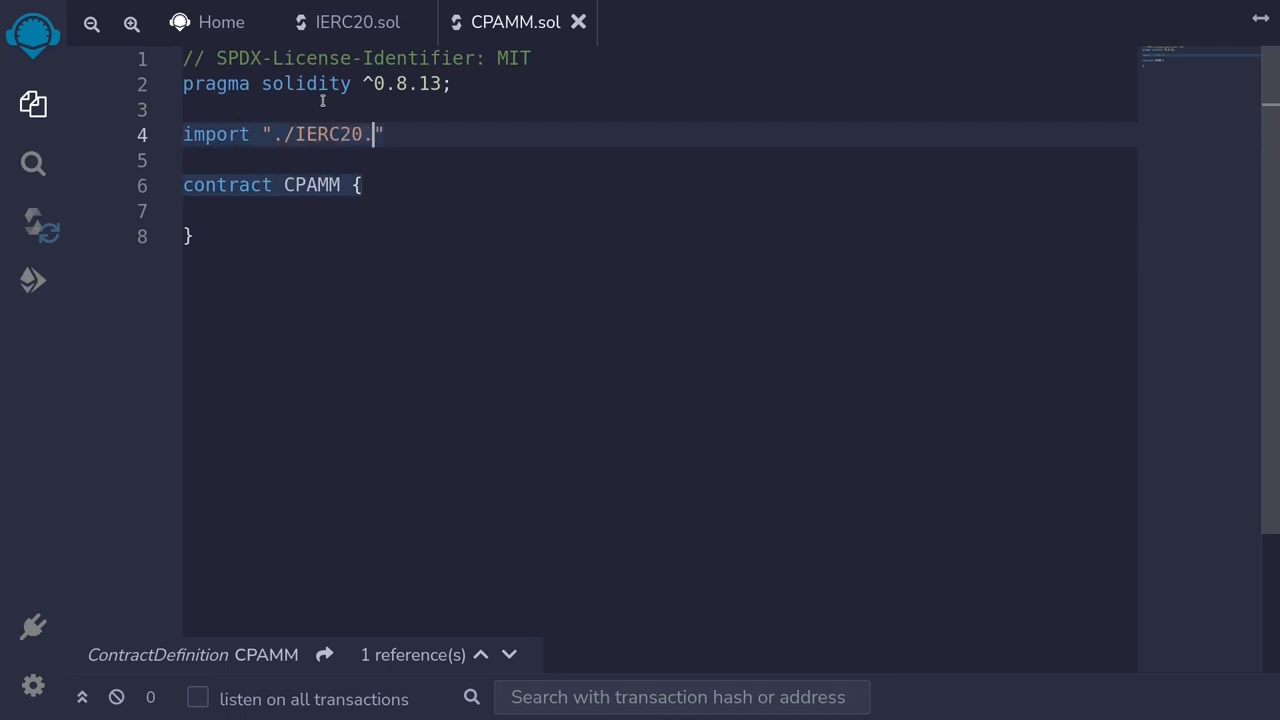 Home
IERC20.sol
CPAMM.sol
1 // SPDX-License-Identifier: MIT
2 pragma solidity ^0.8.13;
3
4 import "./IERC20."
5
6 contract CPAMM {
7
8 }
ContractDefinition CPAMM 1 reference(s)
0 listen on all transactions Search with transaction hash or address